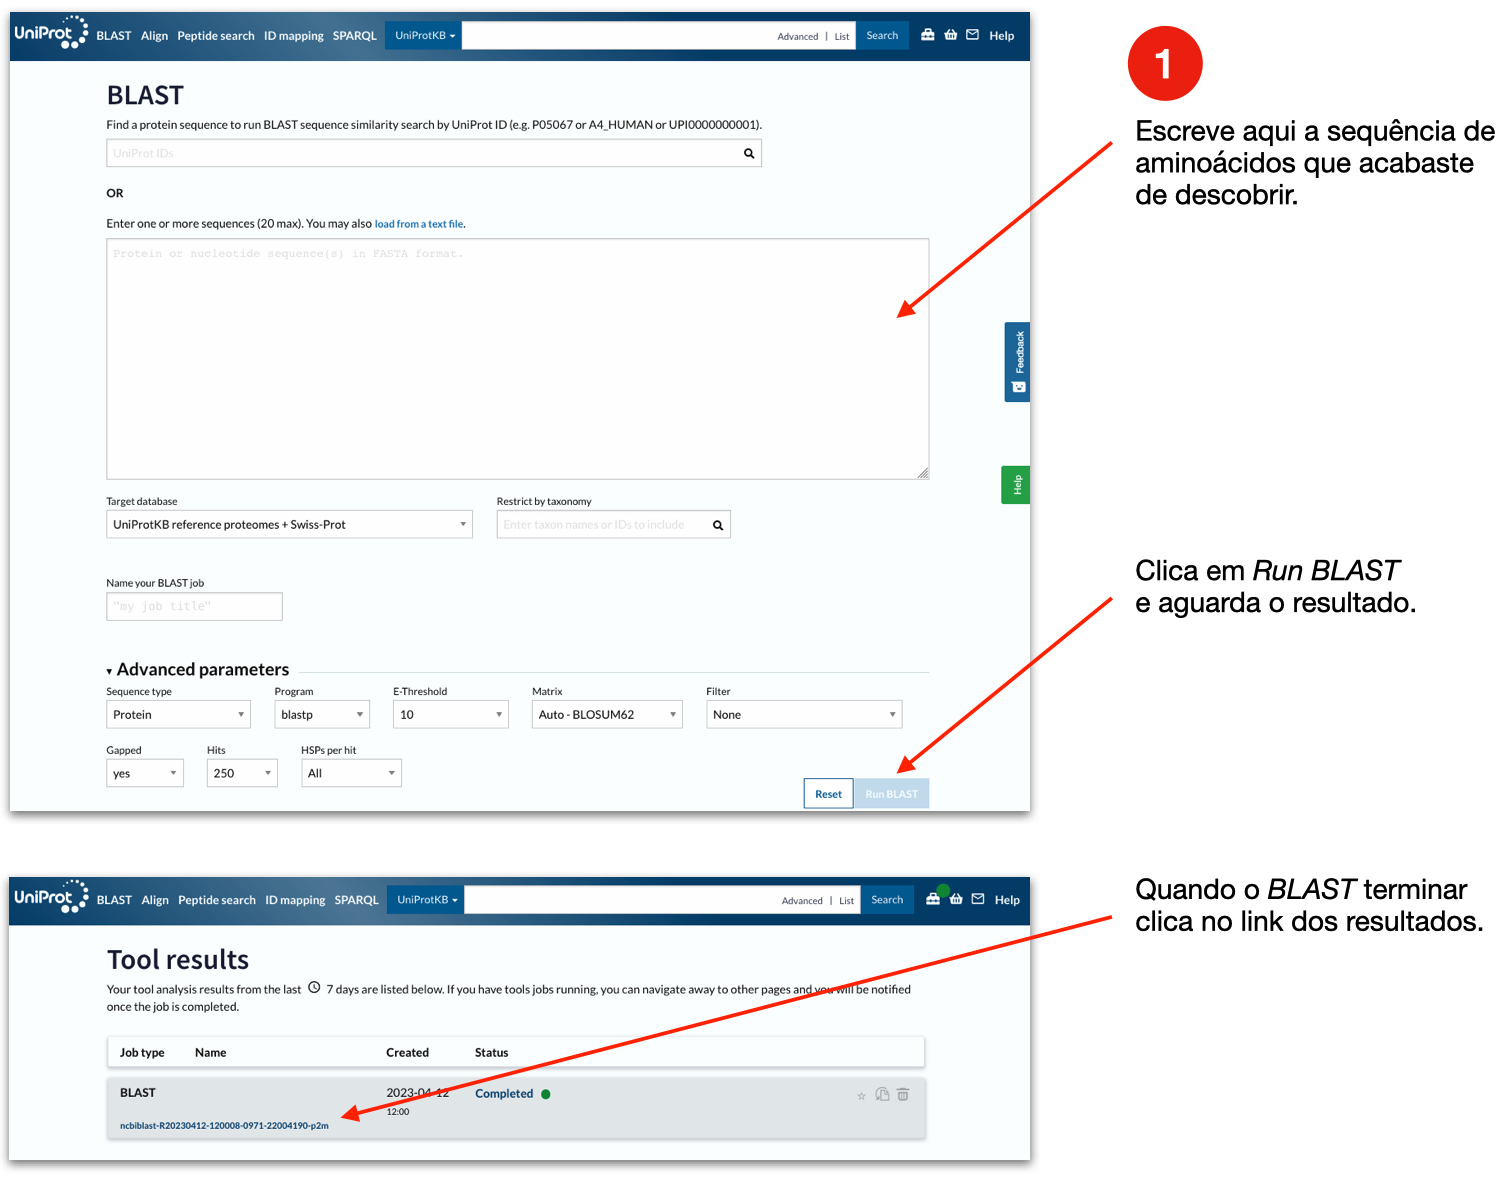 UniProt BLAST Align Peptide search ID mapping SPARQL UniProtKB Advanced | List Search Help
BLAST
Find a protein sequence to run BLAST sequence similarity search by UniProt ID (e.g. P05067 or A4_HUMAN or UPI0000000001).
UniProt IDs
OR
Enter one or more sequences (20 max). You may also load from a text file.
Protein or nucleotide sequence(s) in FASTA format.
Feedback
Help
Target database Restrict by taxonomy
UniProtKB reference proteomes + Swiss-Prot Enter taxon names or IDs to include
Name your BLAST job
"my job title"
Advanced parameters
Sequence type Program E-Threshold Matrix Filter
Protein blastp 10 Auto - BLOSUM62 None
Gapped Hits HSPs per hit
yes 250 All
Reset Run BLAST
1
Escreve aqui a sequência de
aminoácidos que acabaste
de descobrir.
Clica em Run BLAST
e aguarda o resultado.
UniProt BLAST Align Peptide search ID mapping SPARQL UniProtKB Advanced | List Search Help
Tool results
Your tool analysis results from the last 7 days are listed below. If you have tools jobs running, you can navigate away to other pages and you will be notified
once the job is completed.
Job type Name Created Status
BLAST 2023-04-12 Completed
12:00
ncbiblast-R20230412-120008-0971-22004190-p2m
Quando o BLAST terminar
clica no link dos resultados.